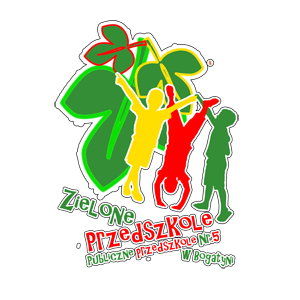 ZIELONE
PRZEDSZKOLE
PUBLICZNE PRZEDSZKOLE NR 5
W BOGATYNI